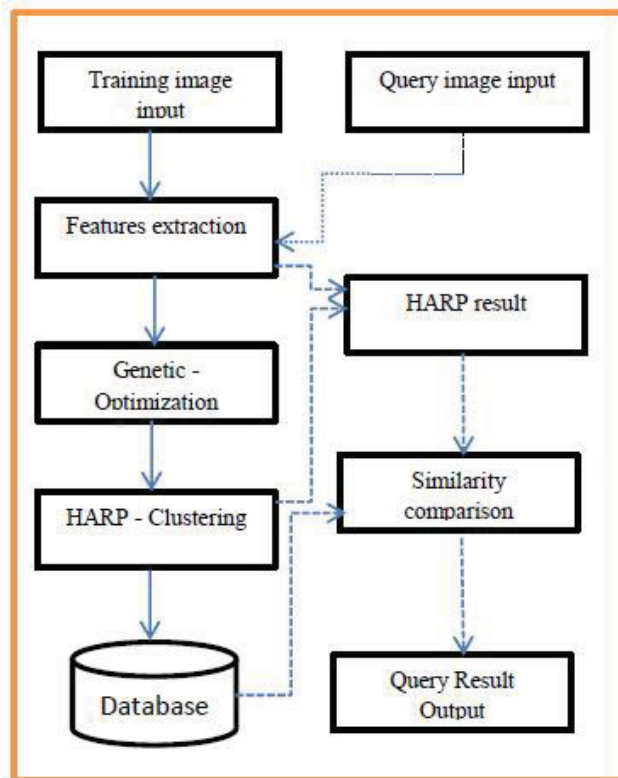 Training image
input
Query image input
Features extraction
HARP result
Genetic -
Optimization
Similarity
comparison
HARP - Clustering
Database
Query Result
Output